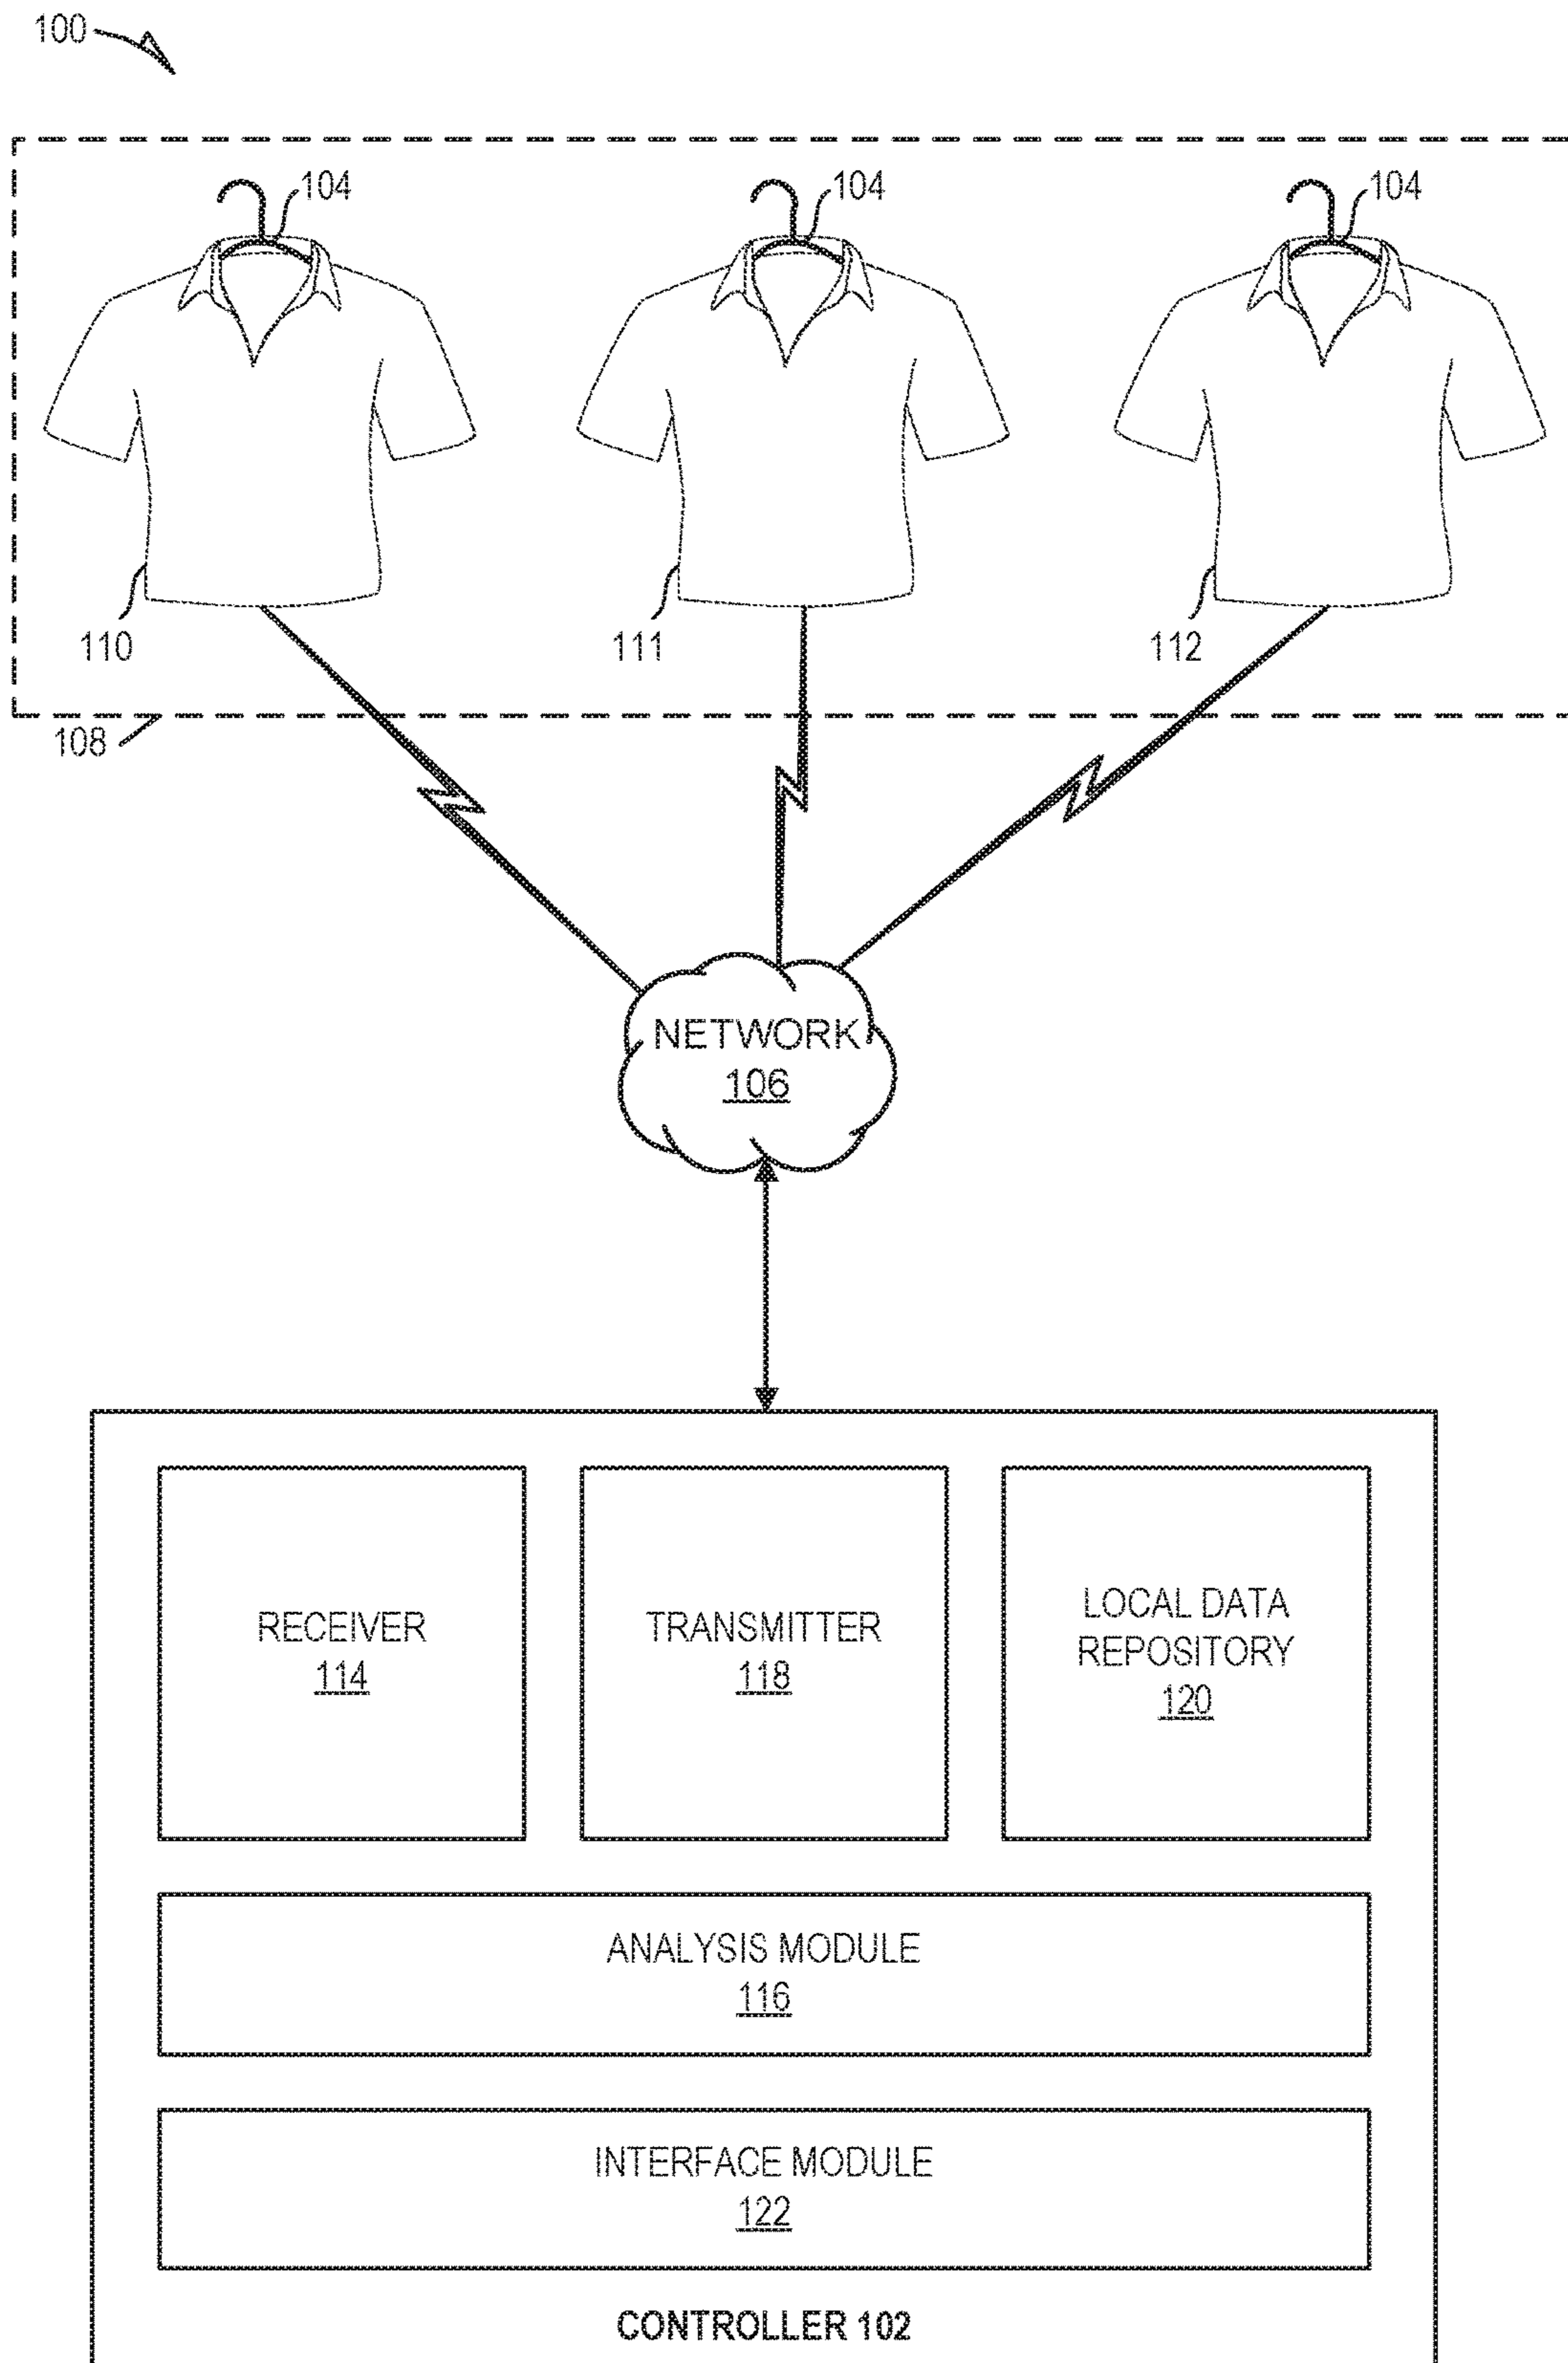 100
104
104
104
110
111
112
108
NETWORK
106
RECEIVER
114
TRANSMITTER
118
LOCAL DATA
REPOSITORY
120
ANALYSIS MODULE
116
INTERFACE MODULE
122
CONTROLLER 102